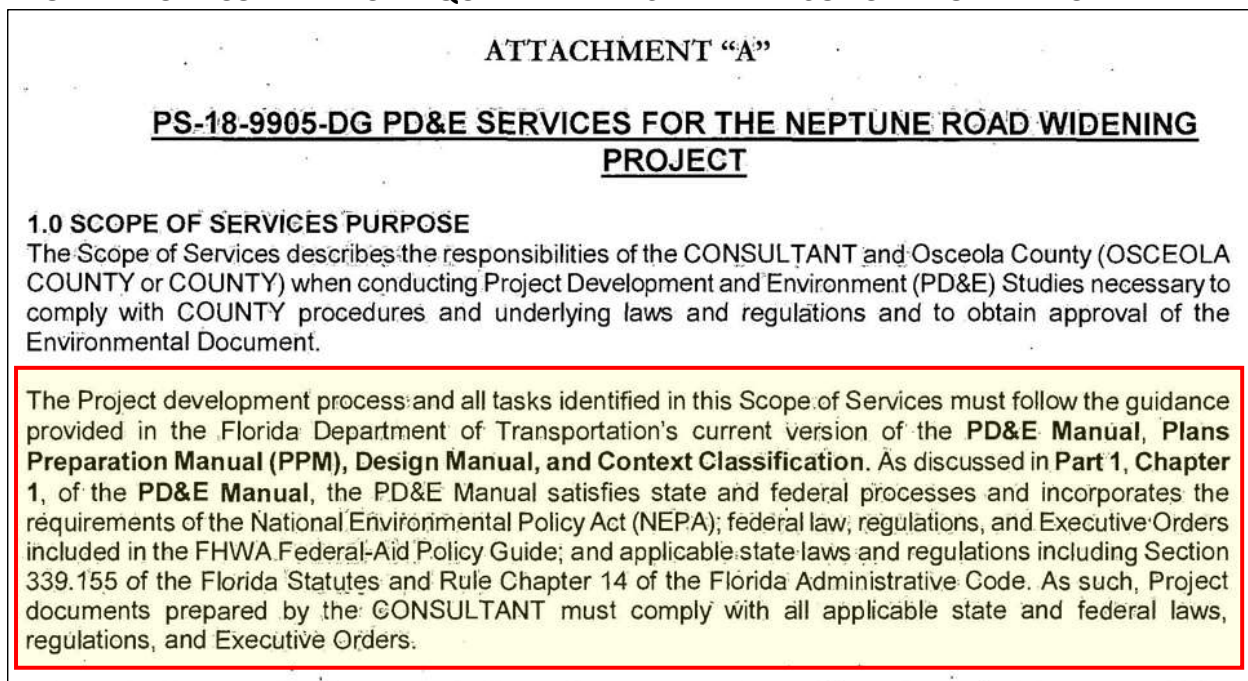 ATTACHMENT “A”
PS-18-9905-DG PD&E SERVICES FOR THE NEPTUNE ROAD WIDENING
PROJECT
1.0 SCOPE OF SERVICES PURPOSE
The Scope of Services describes the responsibilities of the CONSULTANT and Osceola County (OSCEOLA
COUNTY or COUNTY) when conducting Project Development and Environment (PD&E) Studies necessary to
comply with COUNTY procedures and underlying laws and regulations and to obtain approval of the
Environmental Document.
The Project development process and all tasks identified in this Scope of Services must follow the guidance
provided in the Florida Department of Transportation's current version of the PD&E Manual, Plans
Preparation Manual (PPM), Design Manual, and Context Classification. As discussed in Part 1, Chapter
1, of the PD&E Manual, the PD&E Manual satisfies state and federal processes and incorporates the
requirements of the National Environmental Policy Act (NEPA); federal law, regulations, and Executive Orders
included in the FHWA Federal-Aid Policy Guide; and applicable state laws and regulations including Section
339.155 of the Florida Statutes and Rule Chapter 14 of the Florida Administrative Code. As such, Project
documents prepared by the CONSULTANT must comply with all applicable state and federal laws,
regulations, and Executive Orders.